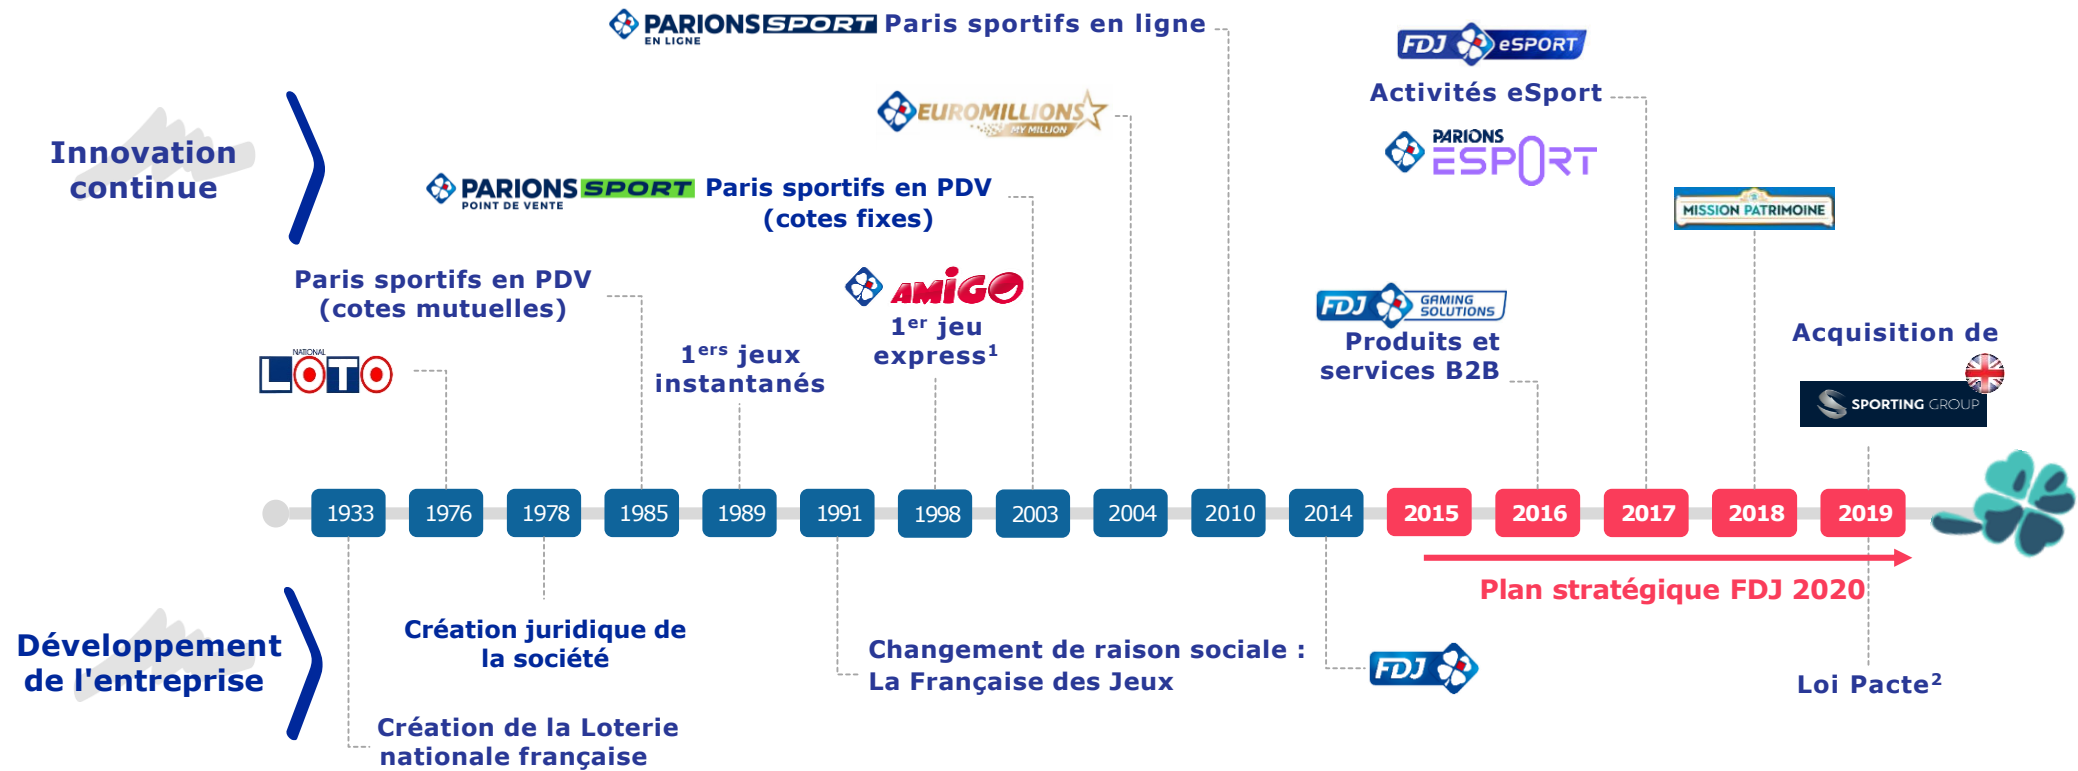 PARIONS SPORT
EN LIGNE
Paris sportifs en ligne
FDJ eSPORT
Activités eSport
EUROMILLIONS
MY MILLION
PARIONS
ESPORT
Innovation
continue
PARIONS SPORT
POINT DE VENTE
Paris sportifs en PDV
(cotes fixes)
MISSION PATRIMOINE
Paris sportifs en PDV
(cotes mutuelles)
AMIGO
1er jeu
express1
FDJ GAMING
SOLUTIONS
Produits et
services B2B
Acquisition de
SPORTING GROUP
NATIONAL
LOTO
1ers jeux
instantanés
1933 1976 1978 1985 1989 1991 1998 2003 2004 2010 2014 2015 2016 2017 2018 2019
Plan stratégique FDJ 2020
Développement
de l'entreprise
Création juridique de
la société
Changement de raison sociale :
La Française des Jeux
FDJ
Loi Pacte2
Création de la Loterie
nationale française